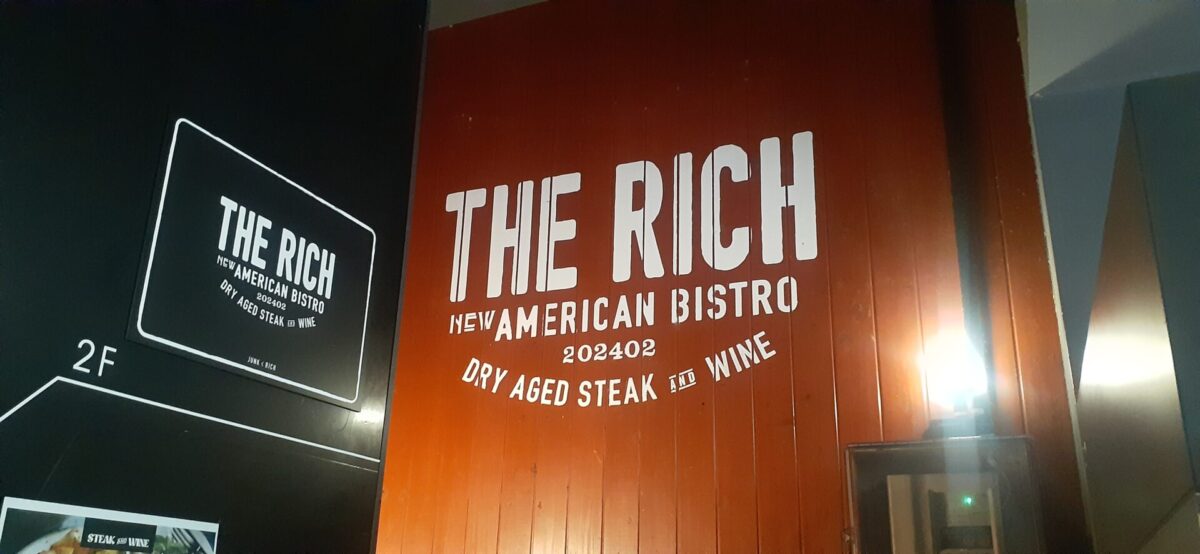 THE RICH
NEW AMERICAN BISTRO
202402
DRY AGED STEAK AND WINE
JUNK < RICH
2F
STEAK AND WINE
THE RICH
NEW AMERICAN BISTRO
202402
DRY AGED STEAK AND WINE